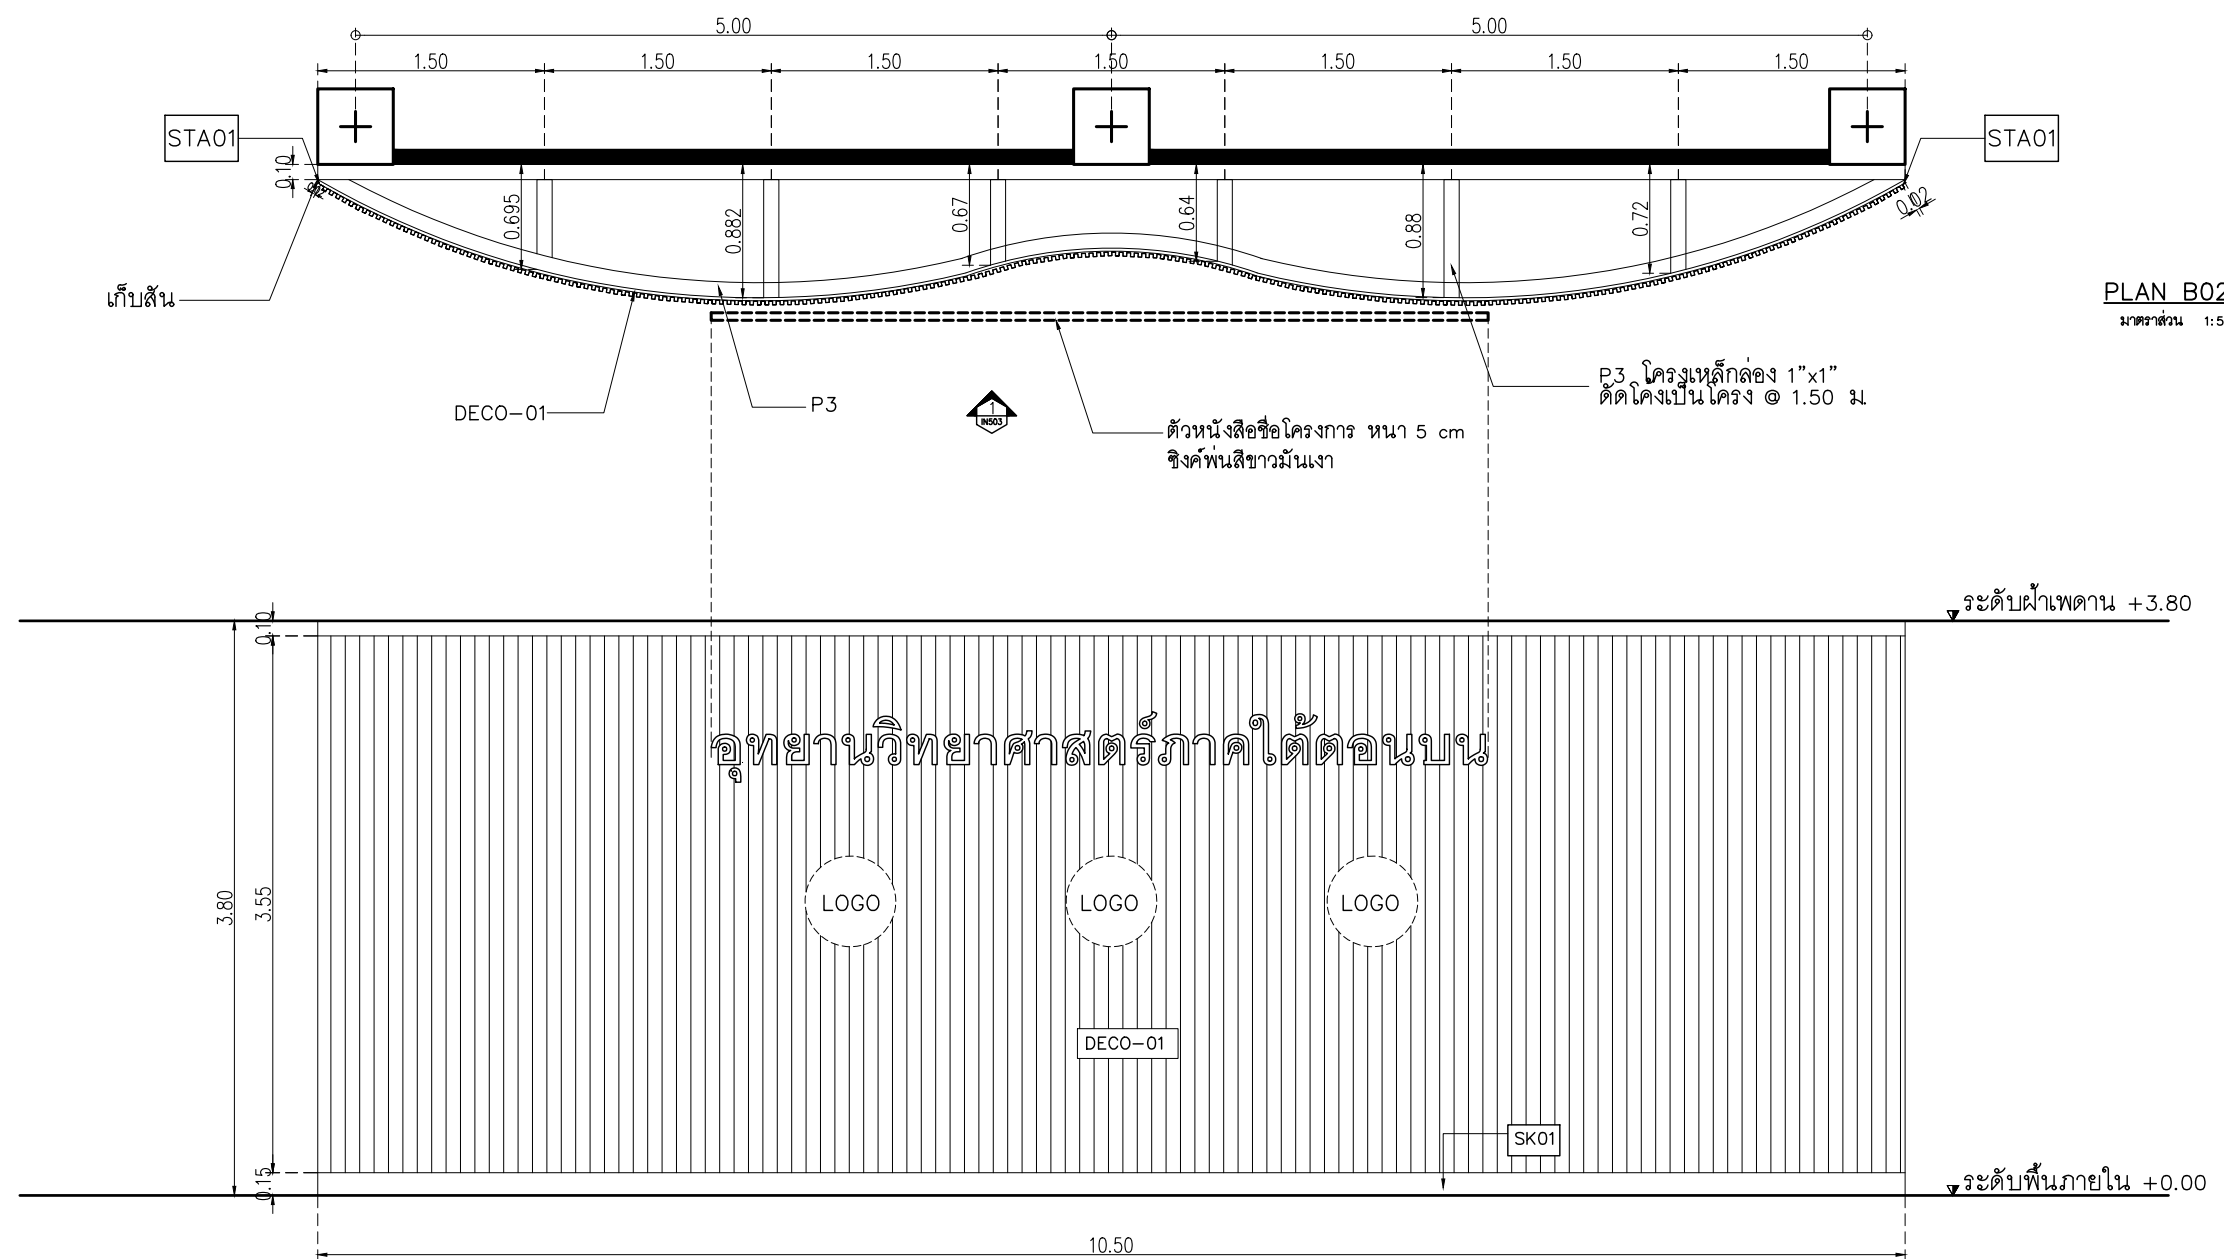 5.00
5.00
1.50
1.50
1.50
1.50
1.50
1.50
1.50
STA01
STA01
0.10
0.695
0.882
0.67
0.64
0.88
0.72
0.02
เก็บสัน
PLAN B02
มาตราส่วน 1:5
DECO-01
P3
1
IN503
P3 โครงเหล็กล่อง 1"x1"
ดัดโค้งเป็นโครง @ 1.50 ม.
ตัวหนังสือชื่อโครงการ หนา 5 cm
ซิงค์พ่นสีขาวมันเงา
ระดับฝ้าเพดาน +3.80
0.10
อุทยานวิทยาศาสตร์ภาคใต้ตอนบน
3.80
3.55
LOGO
LOGO
LOGO
DECO-01
SK01
0.15
ระดับพื้นภายใน +0.00
10.50